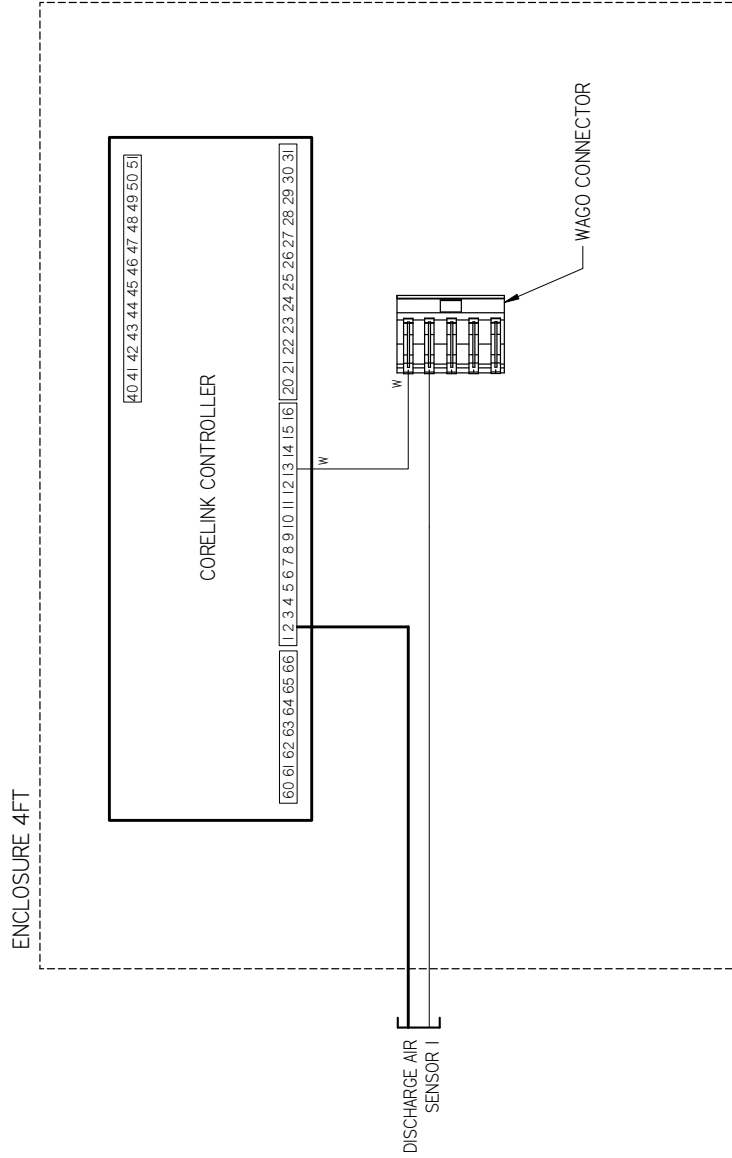 ENCLOSURE 4FT
40 41 42 43 44 45 46 47 48 49 50 51
CORELINK CONTROLLER
60 61 62 63 64 65 66
1 2 3 4 5 6 7 8 9 10 11 12 13 14 15 16
20 21 22 23 24 25 26 27 28 29 30 31
W
W
WAGO CONNECTOR
DISCHARGE AIR
SENSOR 1